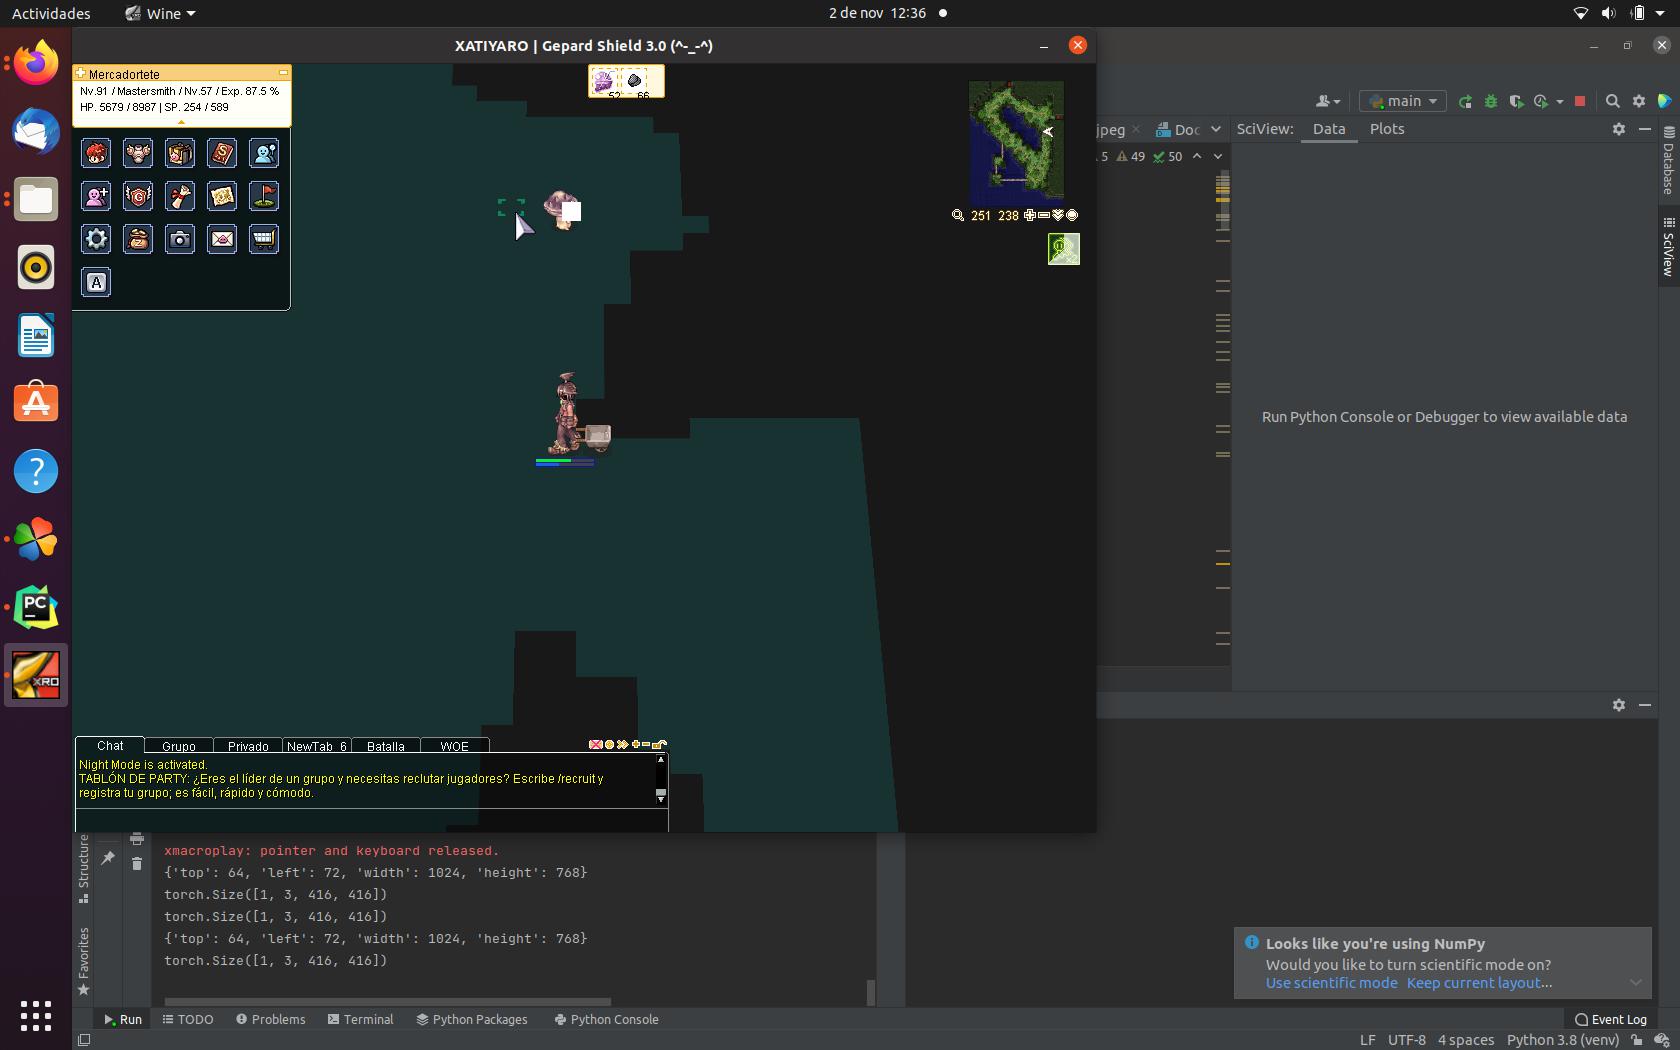 Actividades
Wine
2 de nov 12:36
XATIYARO | Gepard Shield 3.0 (^-_-^)
Mercadortete
Nv.91 / Mastersmith / Nv.57 / Exp. 87.5 %
HP. 5679 / 8987 | SP. 254 / 589
52 66
251 238
x2
S
G
A
main
jpeg
Doc
SciView: Data Plots
5 49 50
Database
SciView
Run Python Console or Debugger to view available data
PC
XRO
Chat Grupo Privado NewTab_6 Batalla WOE
Night Mode is activated.
TABLÓN DE PARTY: ¿Eres el líder de un grupo y necesitas reclutar jugadores? Escribe /recruit y
registra tu grupo; es fácil, rápido y cómodo.
Structure
Favorites
xmacroplay: pointer and keyboard released.
{'top': 64, 'left': 72, 'width': 1024, 'height': 768}
torch.Size([1, 3, 416, 416])
torch.Size([1, 3, 416, 416])
{'top': 64, 'left': 72, 'width': 1024, 'height': 768}
torch.Size([1, 3, 416, 416])
Looks like you're using NumPy
Would you like to turn scientific mode on?
Use scientific mode Keep current layout...
Run TODO Problems Terminal Python Packages Python Console
Event Log
LF UTF-8 4 spaces Python 3.8 (venv)